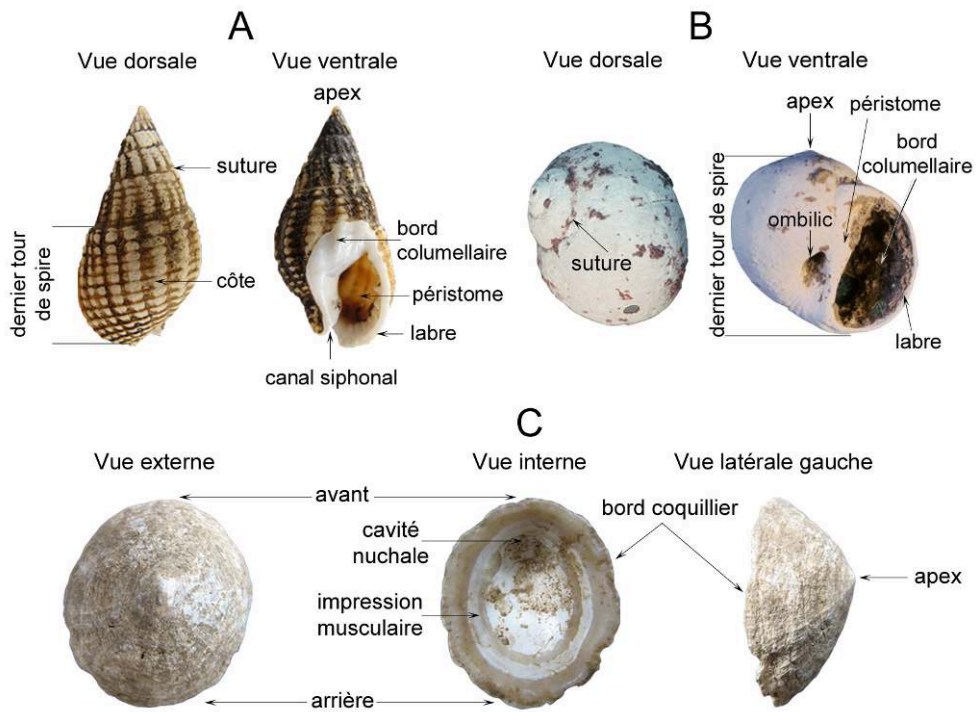 A
Vue dorsale
Vue ventrale
apex
suture
dernier tour
de spire
côte
bord
columellaire
péristome
labre
canal siphonal
B
Vue dorsale
Vue ventrale
apex
péristome
bord
columellaire
ombilic
suture
dernier tour de spire
labre
C
Vue externe
Vue interne
Vue latérale gauche
avant
bord coquillier
cavité
nuchale
apex
impression
musculaire
arrière